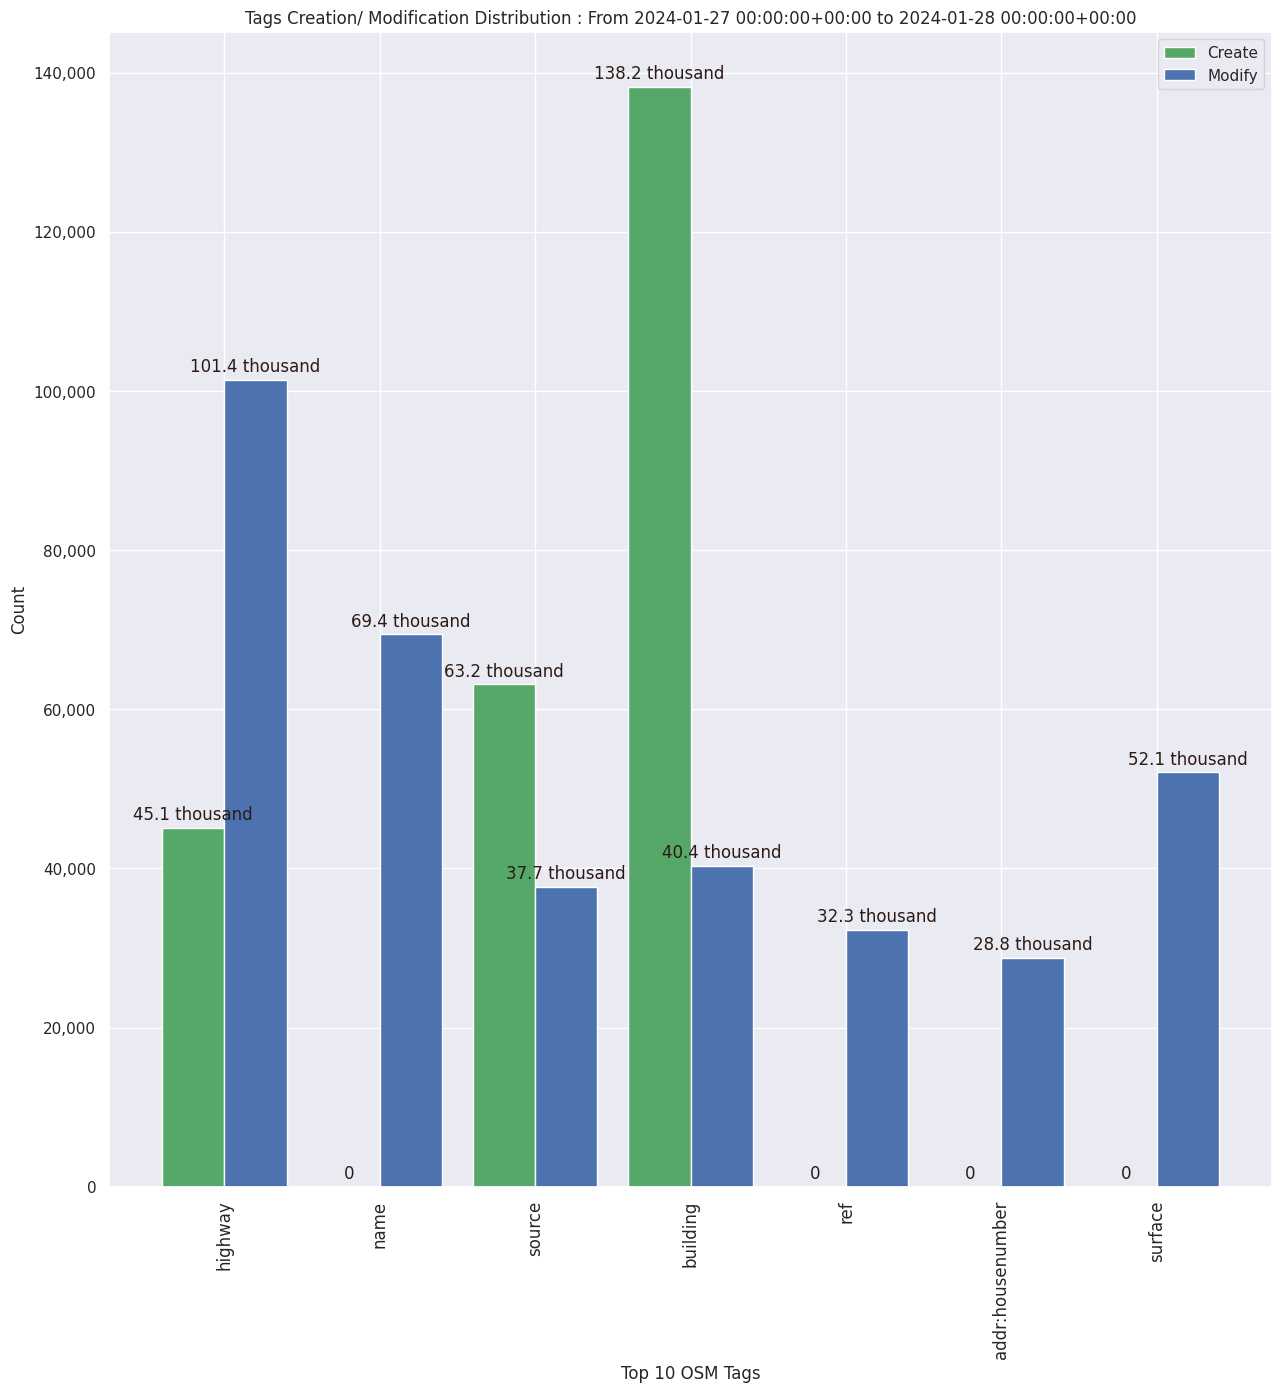 Tags Creation/ Modification Distribution : From 2024-01-27 00:00:00+00:00 to 2024-01-28 00:00:00+00:00
Create
Modify
140,000
120,000
100,000
80,000
60,000
40,000
20,000
0
Count
45.1 thousand
101.4 thousand
0
69.4 thousand
63.2 thousand
37.7 thousand
138.2 thousand
40.4 thousand
0
32.3 thousand
0
28.8 thousand
0
52.1 thousand
highway
name
source
building
ref
addr:housenumber
surface
Top 10 OSM Tags